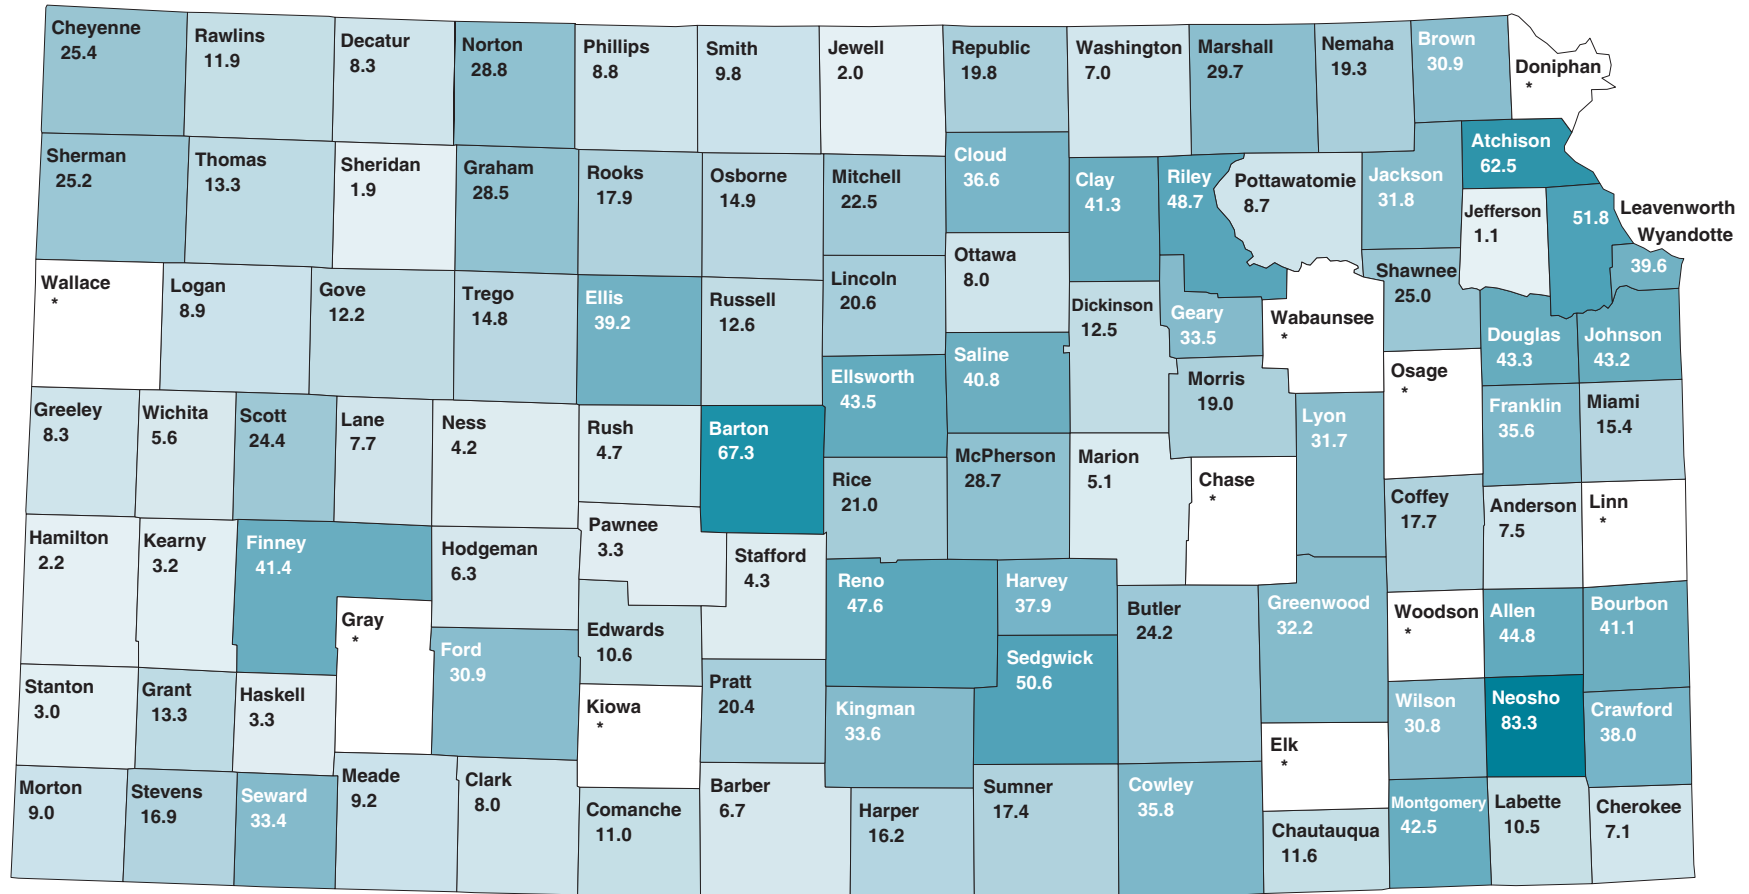 Cheyenne
25.4
Rawlins
11.9
Decatur
8.3
Norton
28.8
Phillips
8.8
Smith
9.8
Jewell
2.0
Republic
19.8
Washington
7.0
Marshall
29.7
Nemaha
19.3
Brown
30.9
Doniphan
*
Sherman
25.2
Thomas
13.3
Sheridan
1.9
Graham
28.5
Rooks
17.9
Osborne
14.9
Mitchell
22.5
Cloud
36.6
Clay
41.3
Riley
48.7
Pottawatomie
8.7
Jackson
31.8
Atchison
62.5
Jefferson
1.1
51.8
Leavenworth
Wyandotte
39.6
Wallace
*
Logan
8.9
Gove
12.2
Trego
14.8
Ellis
39.2
Russell
12.6
Lincoln
20.6
Ottawa
8.0
Dickinson
12.5
Geary
33.5
Wabaunsee
*
Shawnee
25.0
Douglas
43.3
Johnson
43.2
Ellsworth
43.5
Saline
40.8
Morris
19.0
Osage
*
Greeley
8.3
Wichita
5.6
Scott
24.4
Lane
7.7
Ness
4.2
Rush
4.7
Barton
67.3
Rice
21.0
McPherson
28.7
Marion
5.1
Chase
*
Lyon
31.7
Franklin
35.6
Miami
15.4
Coffey
17.7
Anderson
7.5
Linn
*
Hamilton
2.2
Kearny
3.2
Finney
41.4
Hodgeman
6.3
Pawnee
3.3
Stafford
4.3
Reno
47.6
Harvey
37.9
Butler
24.2
Greenwood
32.2
Woodson
*
Allen
44.8
Bourbon
41.1
Gray
*
Ford
30.9
Edwards
10.6
Sedgwick
50.6
Stanton
3.0
Grant
13.3
Haskell
3.3
Kiowa
*
Pratt
20.4
Kingman
33.6
Elk
*
Wilson
30.8
Neosho
83.3
Crawford
38.0
Morton
9.0
Stevens
16.9
Seward
33.4
Meade
9.2
Clark
8.0
Comanche
11.0
Barber
6.7
Harper
16.2
Sumner
17.4
Cowley
35.8
Chautauqua
11.6
Montgomery
42.5
Labette
10.5
Cherokee
7.1